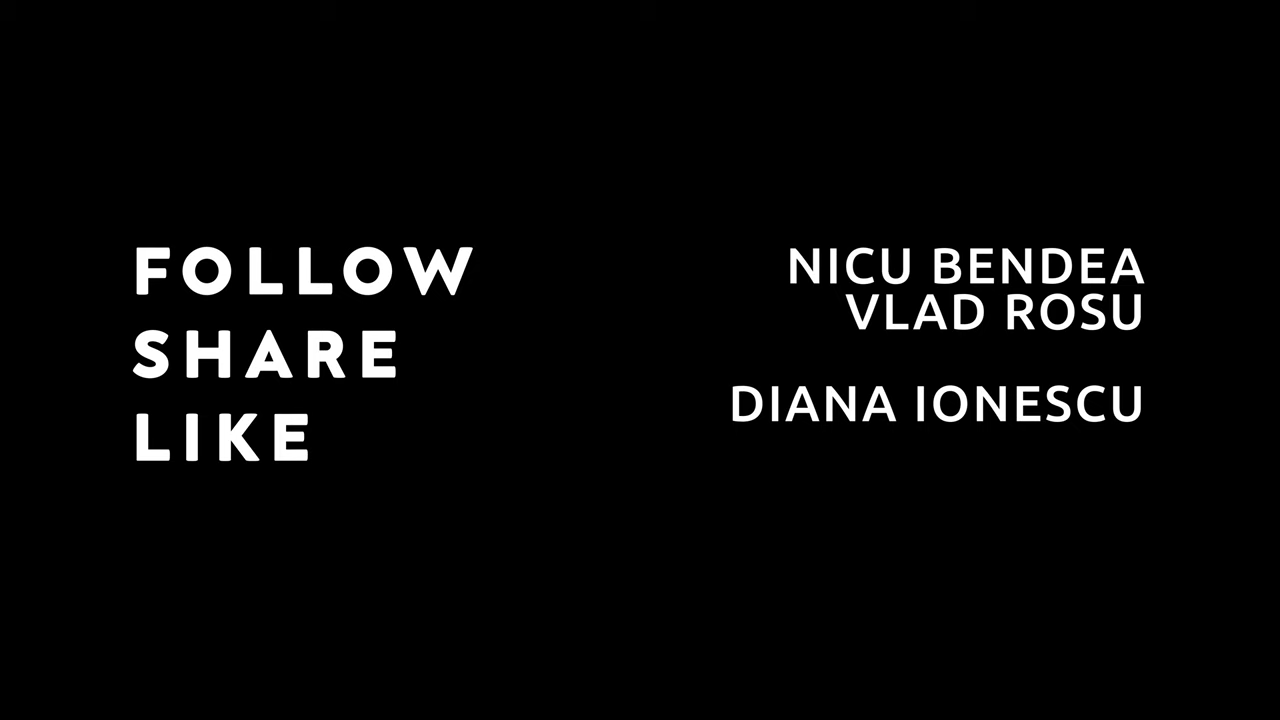 FOLLOW
SHARE
LIKE
NICU BENDEA
VLAD ROSU
DIANA IONESCU